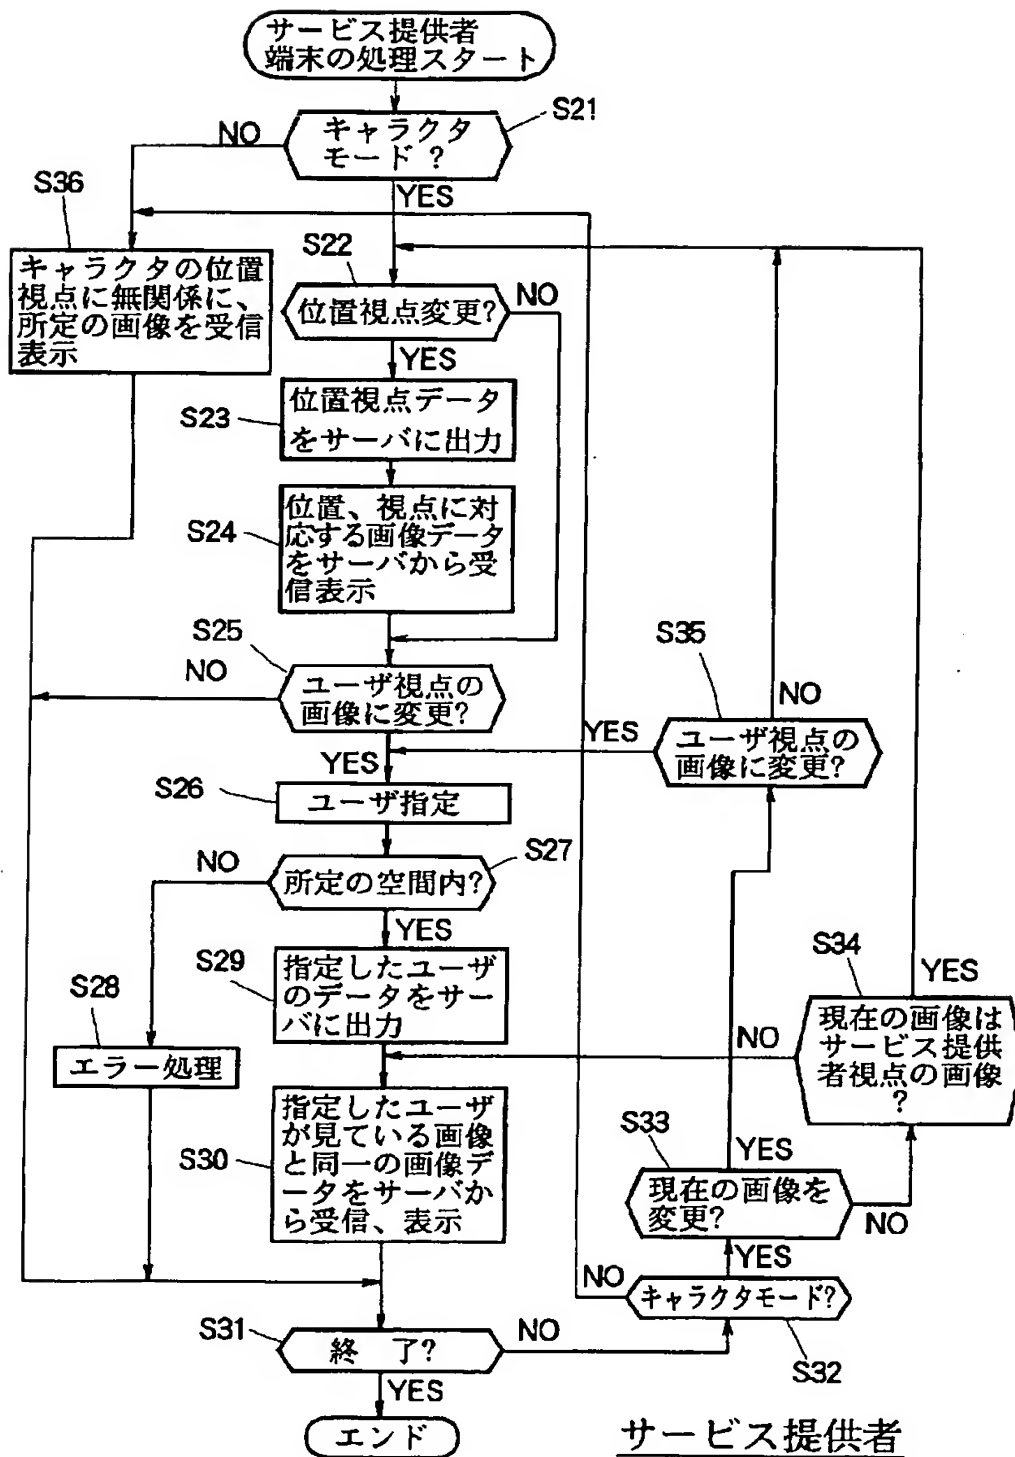 サービス提供者
端末の処理スタート
S21
キャラクタ
モード?
NO
YES
S36
キャラクタの位置
視点に無関係に、
所定の画像を受信
表示
S22
位置視点変更?
NO
YES
S23
位置視点データ
をサーバに出力
S24
位置、視点に対
応する画像データ
をサーバから受
信表示
S25
NO
ユーザ視点の
画像に変更?
YES
S35
NO
YES
ユーザ視点の
画像に変更?
S26
ユーザ指定
S27
NO
所定の空間内?
YES
S29
指定したユーザ
のデータをサー
バに出力
S28
エラー処理
S34
YES
NO
現在の画像は
サービス提供
者視点の画像
?
S30
指定したユーザ
が見ている画像
と同一の画像デ
ータをサーバか
ら受信、表示
S33
YES
現在の画像を
変更?
NO
YES
NO
キャラクタモード?
S32
S31
終 了?
NO
YES
エンド
サービス提供者